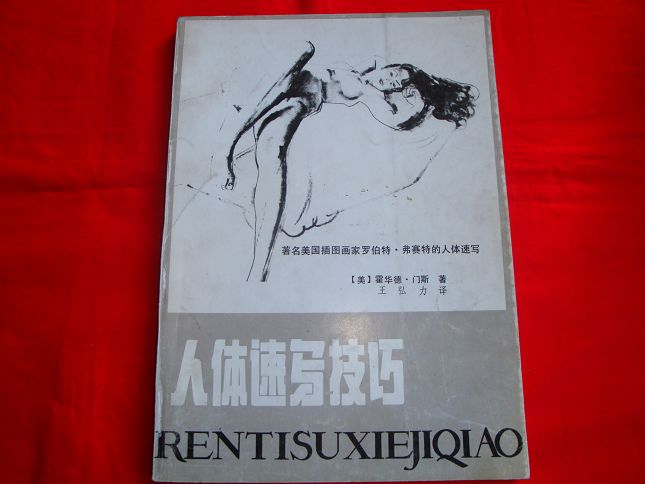 著名美国插图画家罗伯特·弗赛特的人体速写
【美】霍华德·门斯 著
王弘力 译
人体速写技巧
RENTISUXIEJIQIAO